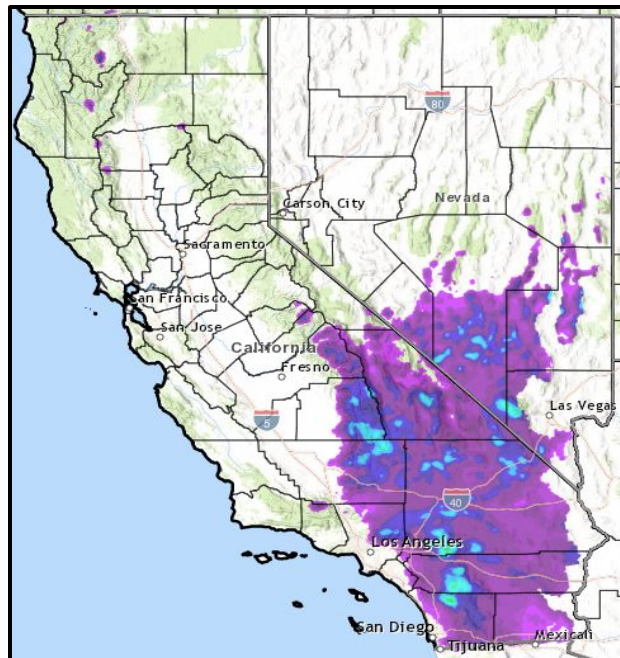 80
Nevada
Carson City
Sacramento
San Francisco
San Jose
California
Fresno
5
Las Vegas
40
Los Angeles
San Diego
Tijuana
Mexicali